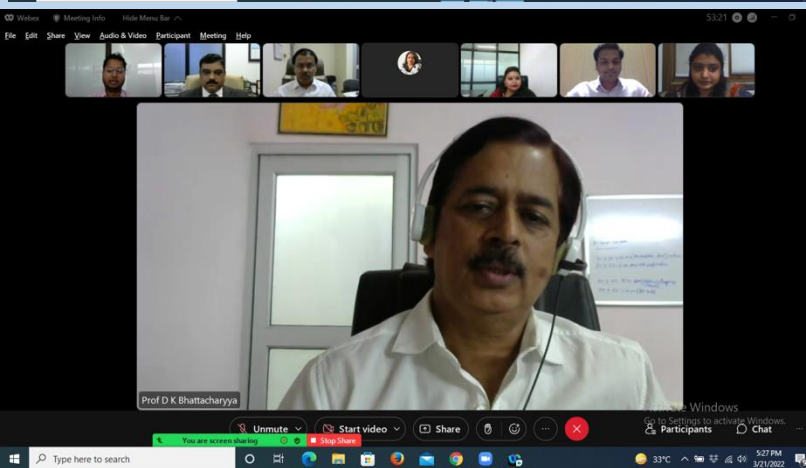 Webex Meeting Info Hide Menu Bar 53:21
File Edit Share View Audio & Video Participant Meeting Help
Prof D K Bhattacharyya
Activate Windows
Go to Settings to activate Windows.
Unmute Start video Share Participants Chat
You are screen sharing Stop Share
Type here to search 33°C 5:27 PM
3/21/2022